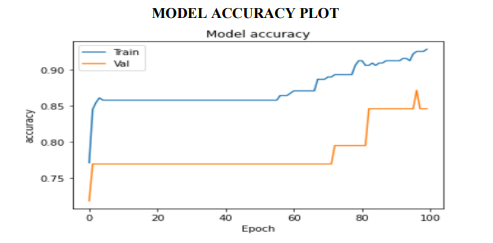 MODEL ACCURACY PLOT
Model accuracy
Train
Val
0.90
0.85
0.80
0.75
accuracy
0 20 40 60 80 100
Epoch